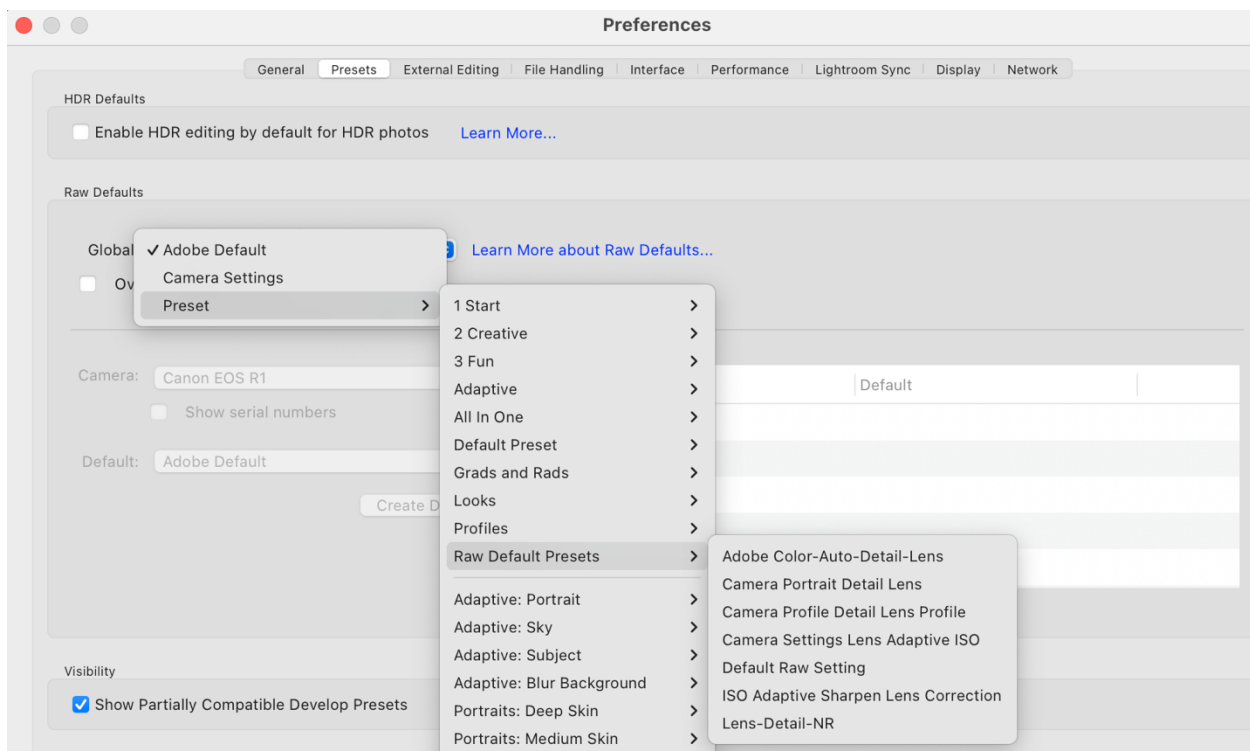 Preferences
General Presets External Editing File Handling Interface Performance Lightroom Sync Display Network
HDR Defaults
Enable HDR editing by default for HDR photos Learn More...
Raw Defaults
Global
✓ Adobe Default
Learn More about Raw Defaults...
Camera Settings
Ov
Preset
1 Start
2 Creative
3 Fun
Adaptive
All In One
Default Preset
Grads and Rads
Looks
Profiles
Raw Default Presets
Adaptive: Portrait
Adaptive: Sky
Adaptive: Subject
Adaptive: Blur Background
Portraits: Deep Skin
Portraits: Medium Skin
Adobe Color-Auto-Detail-Lens
Camera Portrait Detail Lens
Camera Profile Detail Lens Profile
Camera Settings Lens Adaptive ISO
Default Raw Setting
ISO Adaptive Sharpen Lens Correction
Lens-Detail-NR
Camera: Canon EOS R1
Default
Show serial numbers
Default: Adobe Default
Create D
Visibility
Show Partially Compatible Develop Presets